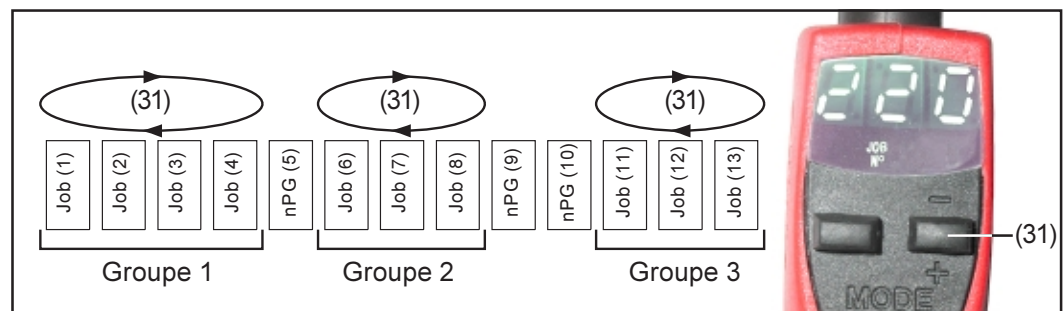 (31) (31) (31)
Job (1) Job (2) Job (3) Job (4) nPG (5) Job (6) Job (7) Job (8) nPG (9) nPG (10) Job (11) Job (12) Job (13)
Groupe 1 Groupe 2 Groupe 3
220
JOB
N°
−
(31)
+
MODE